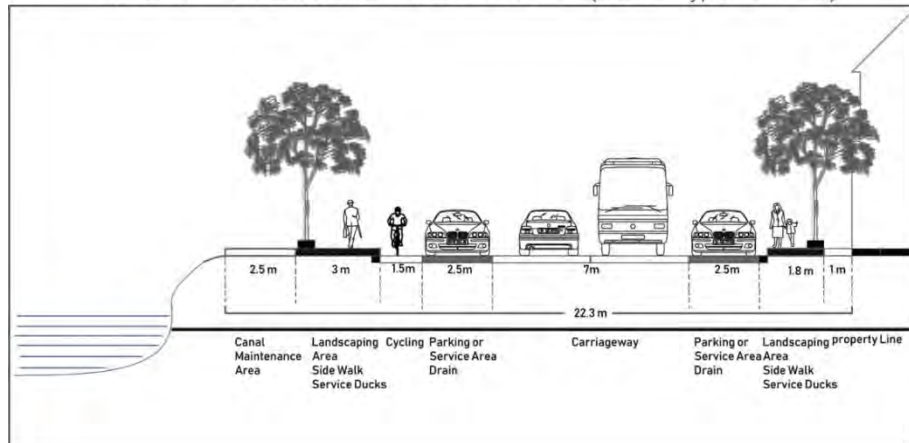 2.5 m 3 m 1.5m 2.5m 7m 2.5m 1.8 m 1 m
22.3 m
Canal
Maintenance
Area
Landscaping
Area
Side Walk
Service Ducks
Cycling
Parking or
Service Area
Drain
Carriageway
Parking or
Service Area
Drain
Landscaping
Area
Side Walk
Service Ducks
property Line